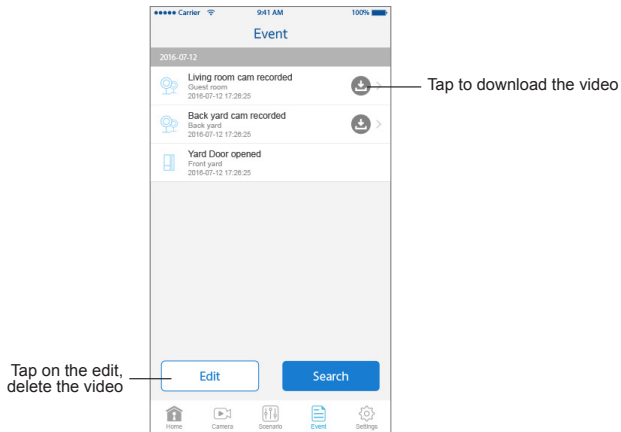 Carrier 9:41 AM 100%
Event
2016-07-12
Living room cam recorded
Guest room
2016-07-12 17:26:25
Tap to download the video
Back yard cam recorded
Back yard
2016-07-12 17:26:25
Yard Door opened
Front yard
2016-07-12 17:26:25
Tap on the edit,
delete the video
Edit Search
Home Camera Scenario Event Settings